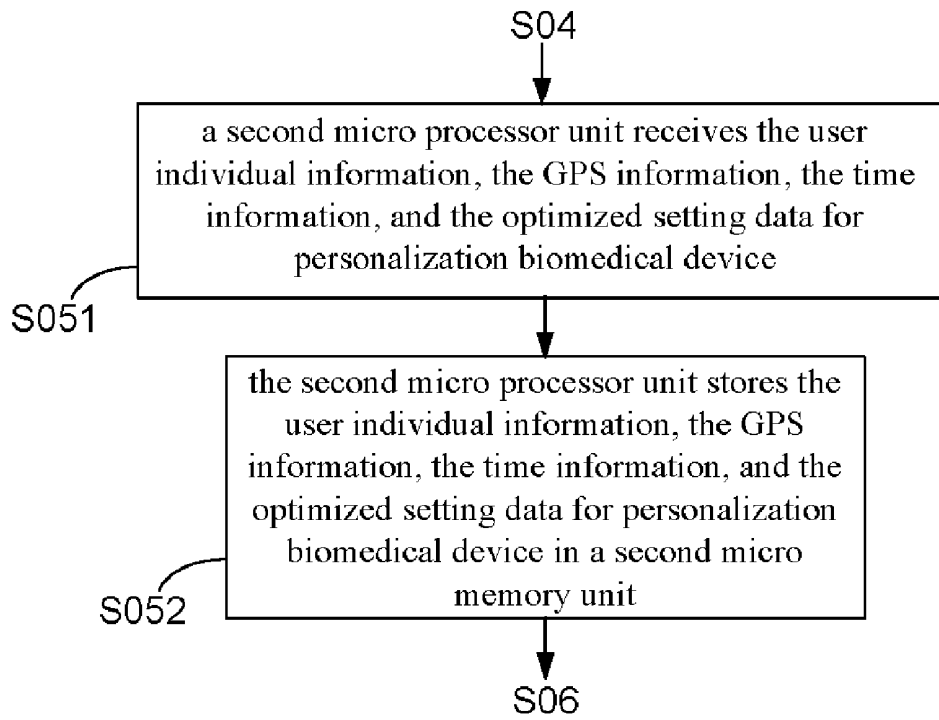 S04
a second micro processor unit receives the user
individual information, the GPS information, the time
information, and the optimized setting data for
personalization biomedical device
S051
the second micro processor unit stores the
user individual information, the GPS
information, the time information, and the
optimized setting data for personalization
biomedical device in a second micro
memory unit
S052
S06